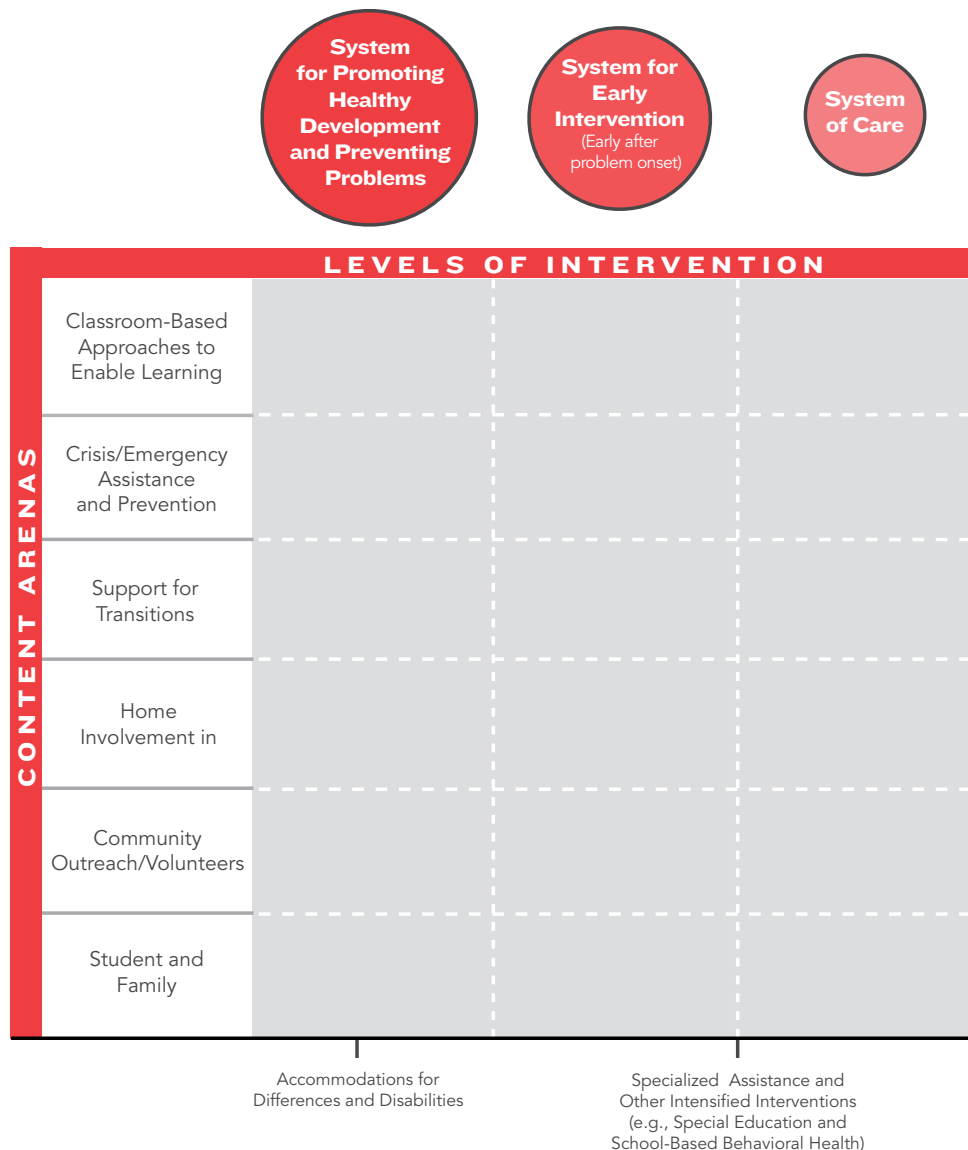 System
for Promoting
Healthy
Development
and Preventing
Problems
System for
Early
Intervention
(Early after
problem onset)
System
of Care
LEVELS OF INTERVENTION
CONTENT ARENAS
Classroom-Based
Approaches to
Enable Learning
Crisis/Emergency
Assistance
and Prevention
Support for
Transitions
Home
Involvement in
Community
Outreach/Volunteers
Student and
Family
Accommodations for
Differences and Disabilities
Specialized Assistance and
Other Intensified Interventions
(e.g., Special Education and
School-Based Behavioral Health)